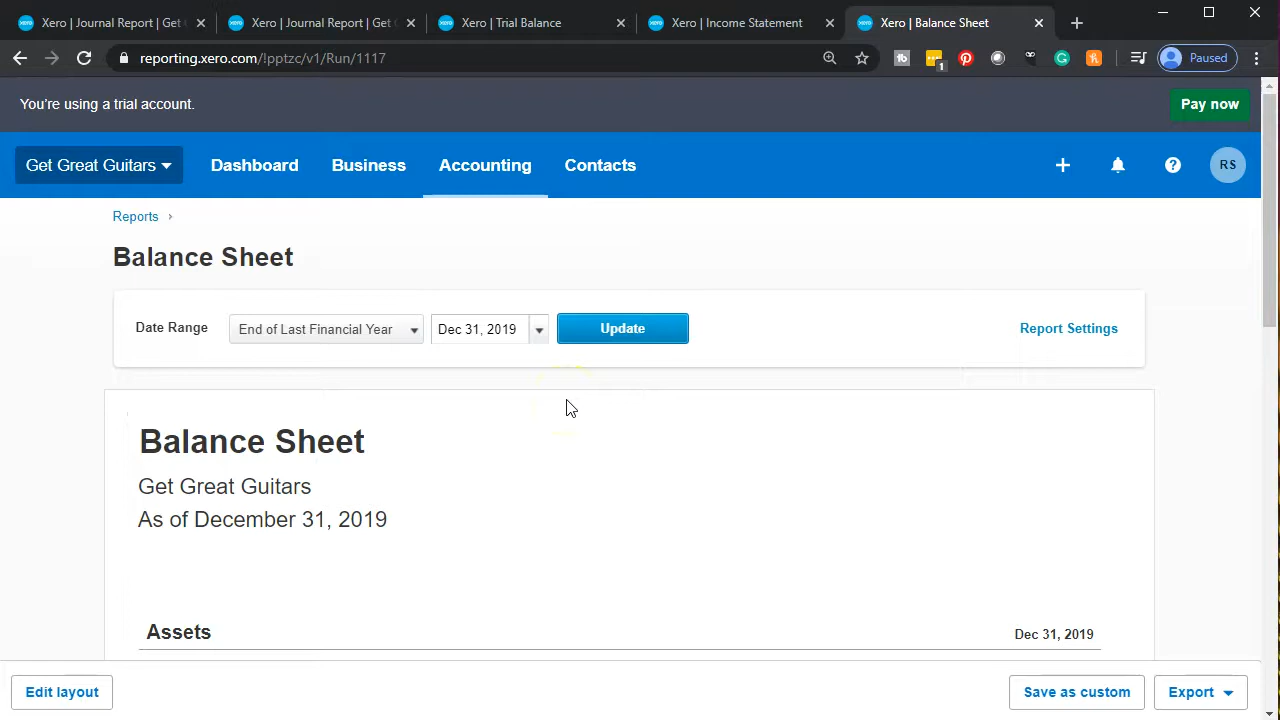 Xero | Journal Report | Get
Xero | Journal Report | Get
Xero | Trial Balance
Xero | Income Statement
Xero | Balance Sheet
reporting.xero.com/!pptzc/v1/Run/1117
1
Paused
You're using a trial account.
Pay now
Get Great Guitars
Dashboard
Business
Accounting
Contacts
RS
Reports
Balance Sheet
Date Range
End of Last Financial Year
Dec 31, 2019
Update
Report Settings
Balance Sheet
Get Great Guitars
As of December 31, 2019
Assets
Dec 31, 2019
Edit layout
Save as custom
Export